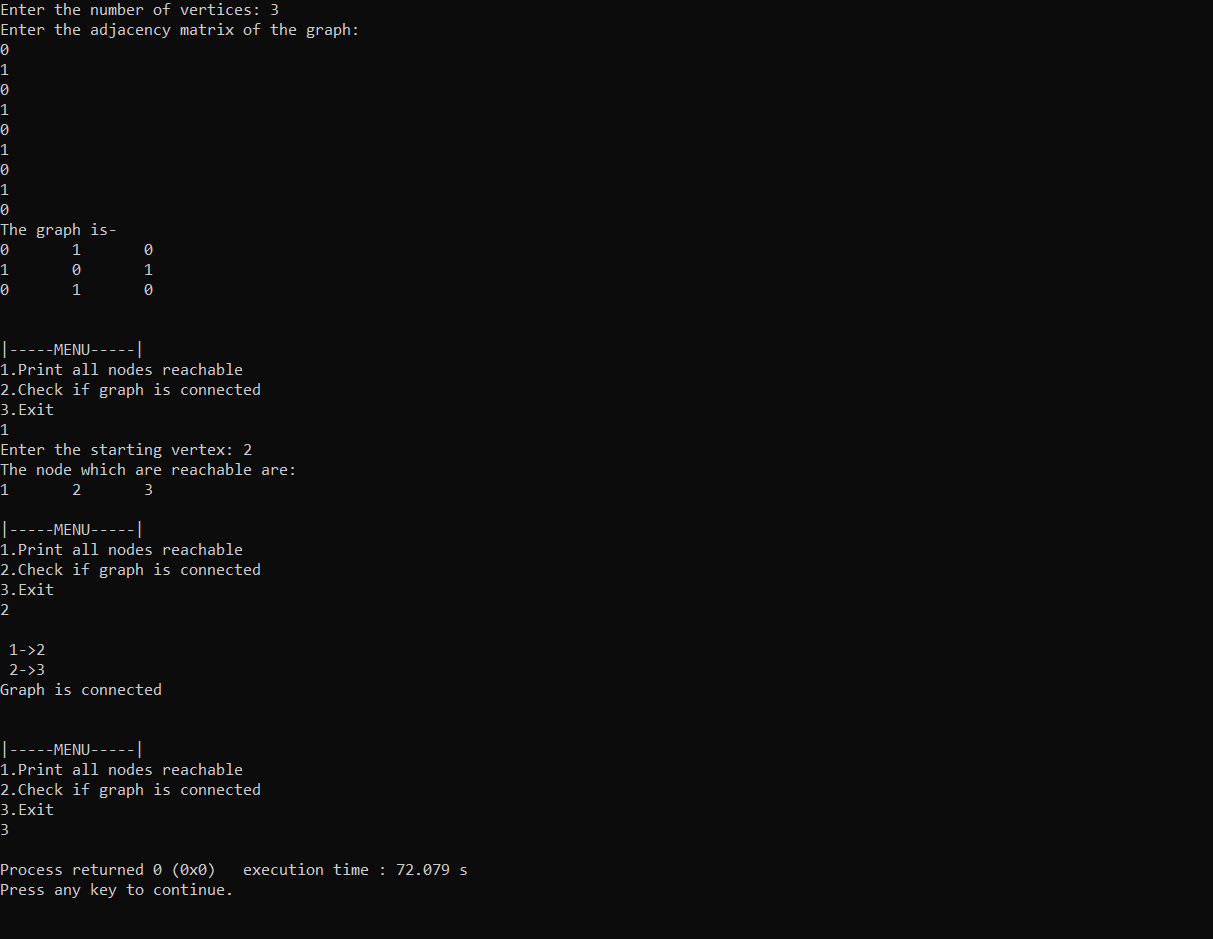 Enter the number of vertices: 3
Enter the adjacency matrix of the graph:
0
1
0
1
0
1
0
1
0
The graph is-
0       1       0
1       0       1
0       1       0
|-----MENU-----|
1.Print all nodes reachable
2.Check if graph is connected
3.Exit
1
Enter the starting vertex: 2
The node which are reachable are:
1       2       3
|-----MENU-----|
1.Print all nodes reachable
2.Check if graph is connected
3.Exit
2
 1->2
 2->3
Graph is connected
|-----MENU-----|
1.Print all nodes reachable
2.Check if graph is connected
3.Exit
3
Process returned 0 (0x0)   execution time : 72.079 s
Press any key to continue.